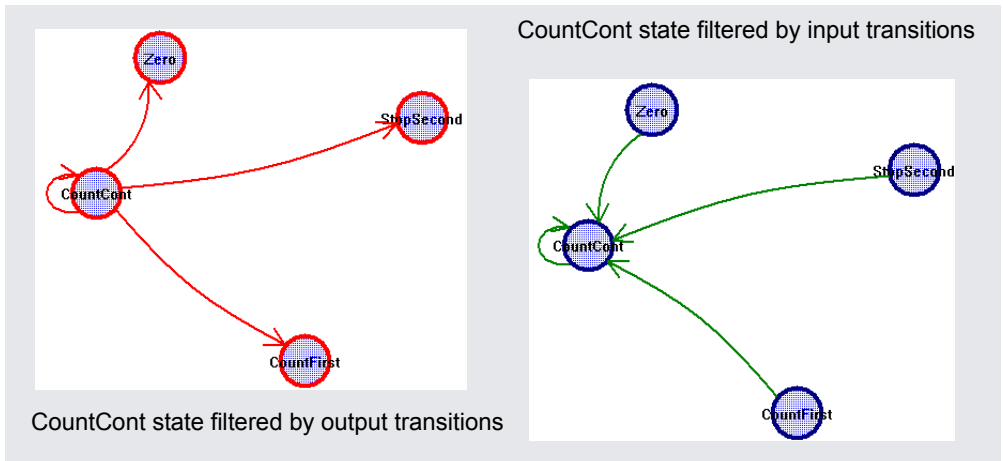 CountCont state filtered by input transitions
Zero
StopSecond
CountCont
CountFirst
CountCont state filtered by output transitions
Zero
StopSecond
CountCont
CountFirst